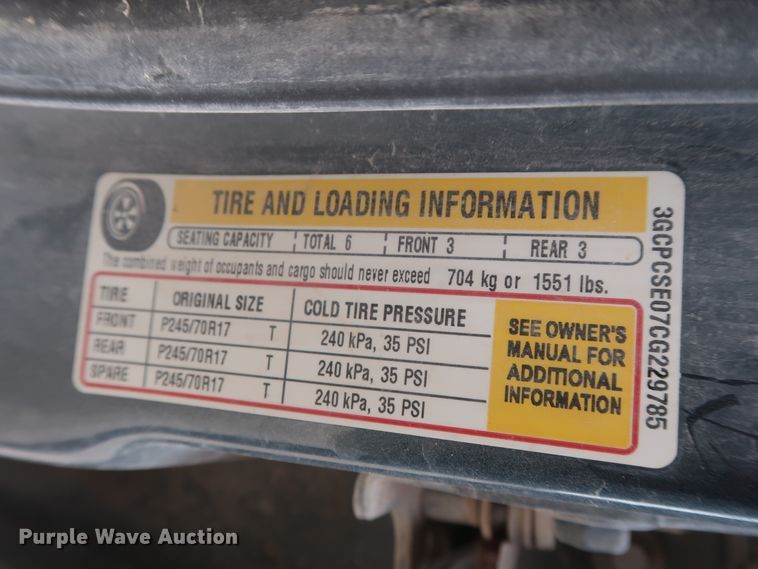 TIRE AND LOADING INFORMATION
SEATING CAPACITY TOTAL 6 FRONT 3 REAR 3
The combined weight of occupants and cargo should never exceed 704 kg or 1551 lbs.
TIRE ORIGINAL SIZE COLD TIRE PRESSURE
FRONT P245/70R17 T 240 kPa, 35 PSI
REAR P245/70R17 T 240 kPa, 35 PSI
SPARE P245/70R17 T 240 kPa, 35 PSI
SEE OWNER'S
MANUAL FOR
ADDITIONAL
INFORMATION
3GCPCSE07CG229785
Purple Wave Auction